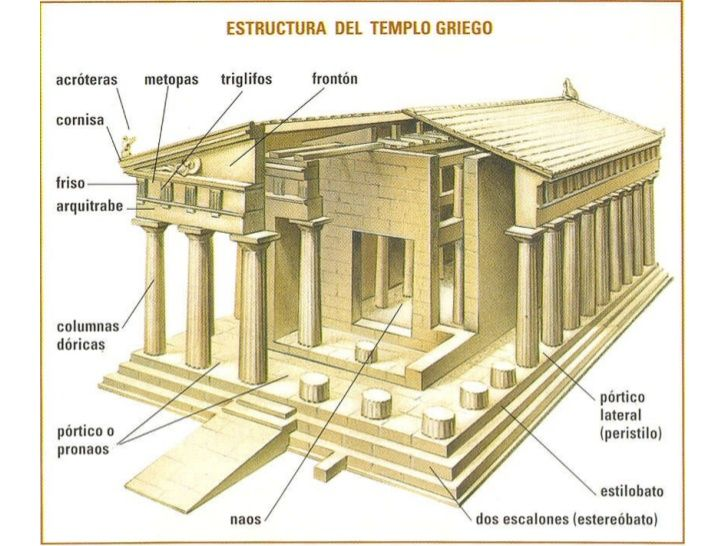 ESTRUCTURA DEL TEMPLO GRIEGO
acróteras
metopas
triglifos
frontón
cornisa
friso
arquitrabe
columnas
dóricas
pórtico o
pronaos
naos
pórtico
lateral
(peristilo)
estilobato
dos escalones (estereóbato)